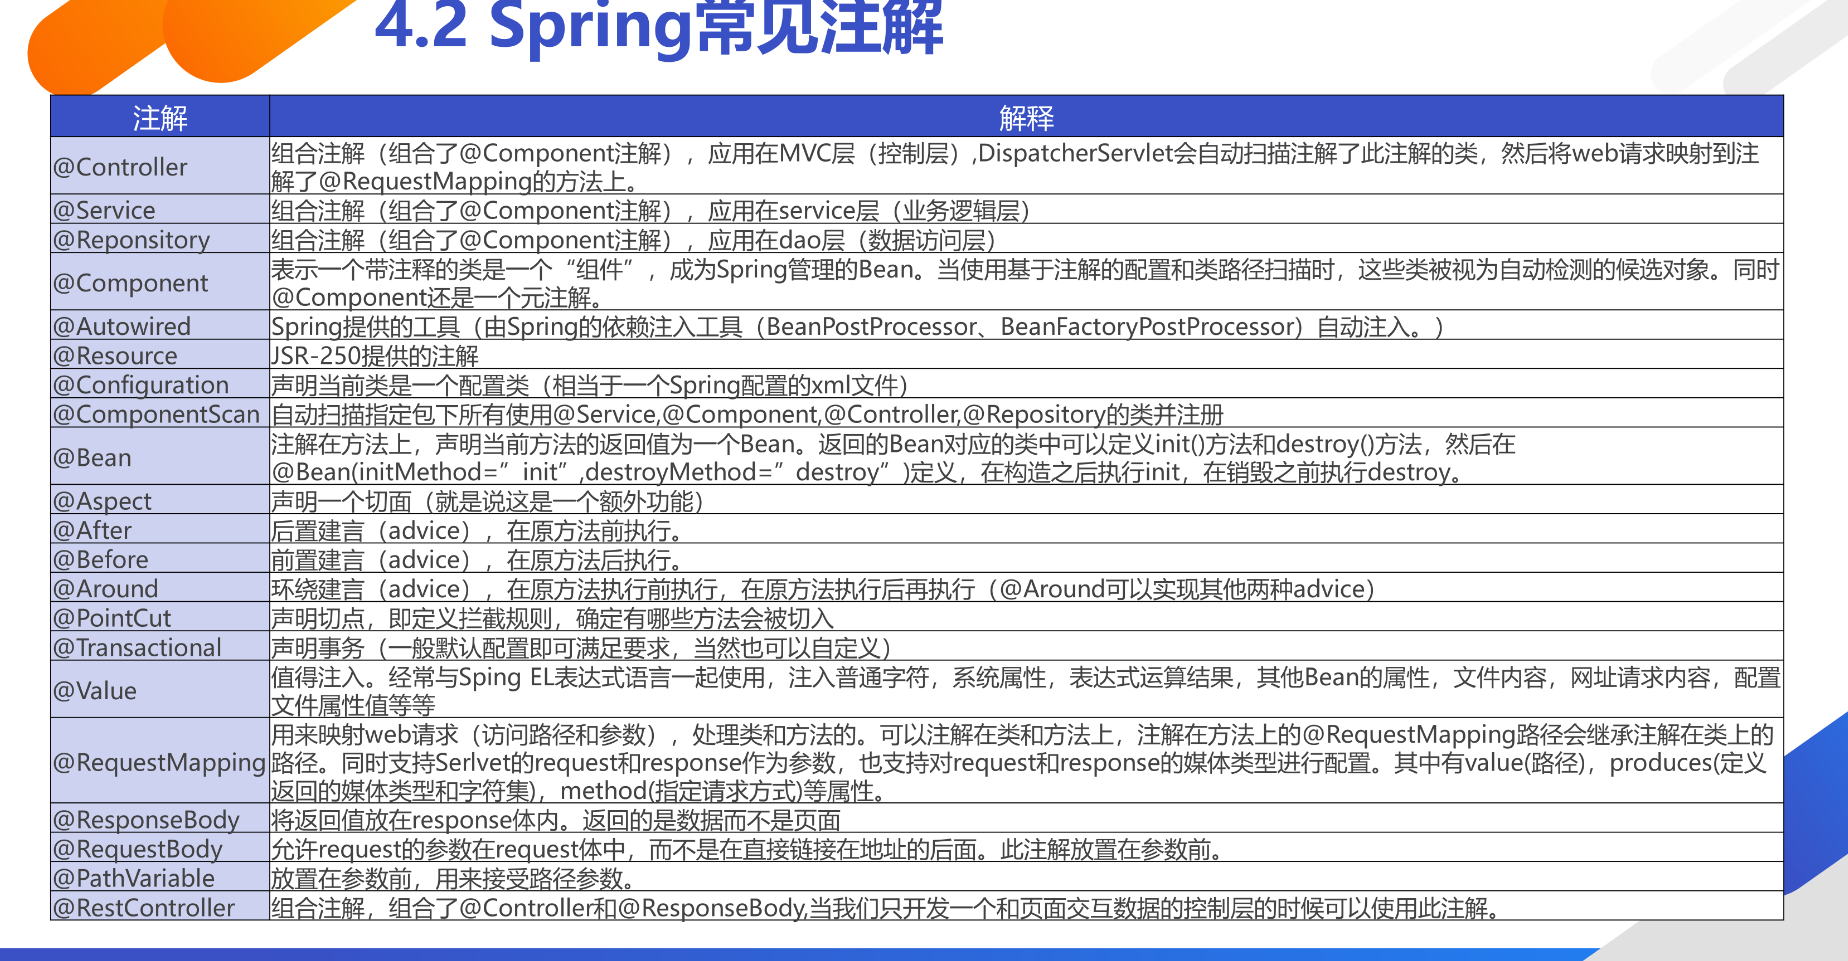 4.2 Spring常见注解
注解
解释
@Controller
组合注解（组合了@Component注解），应用在MVC层（控制层）,DispatcherServlet会自动扫描注解了此注解的类，然后将web请求映射到注
解了@RequestMapping的方法上。
@Service
组合注解（组合了@Component注解），应用在service层（业务逻辑层）
@Reponsitory
组合注解（组合了@Component注解），应用在dao层（数据访问层）
@Component
表示一个带注释的类是一个“组件”，成为Spring管理的Bean。当使用基于注解的配置和类路径扫描时，这些类被视为自动检测的候选对象。同时
@Component还是一个元注解。
@Autowired
Spring提供的工具（由Spring的依赖注入工具（BeanPostProcessor、BeanFactoryPostProcessor）自动注入。）
@Resource
JSR-250提供的注解
@Configuration
声明当前类是一个配置类（相当于一个Spring配置的xml文件）
@ComponentScan
自动扫描指定包下所有使用@Service,@Component,@Controller,@Repository的类并注册
@Bean
注解在方法上，声明当前方法的返回值为一个Bean。返回的Bean对应的类中可以定义init()方法和destroy()方法，然后在
@Bean(initMethod=”init”,destroyMethod=”destroy”)定义，在构造之后执行init，在销毁之前执行destroy。
@Aspect
声明一个切面（就是说这是一个额外功能）
@After
后置建言（advice），在原方法前执行。
@Before
前置建言（advice），在原方法后执行。
@Around
环绕建言（advice），在原方法执行前执行，在原方法执行后再执行（@Around可以实现其他两种advice）
@PointCut
声明切点，即定义拦截规则，确定有哪些方法会被切入
@Transactional
声明事务（一般默认配置即可满足要求，当然也可以自定义）
@Value
值得注入。经常与Sping EL表达式语言一起使用，注入普通字符，系统属性，表达式运算结果，其他Bean的属性，文件内容，网址请求内容，配置
文件属性值等等
@RequestMapping
用来映射web请求（访问路径和参数），处理类和方法的。可以注解在类和方法上，注解在方法上的@RequestMapping路径会继承注解在类上的
路径。同时支持Serlvet的request和response作为参数，也支持对request和response的媒体类型进行配置。其中有value(路径)，produces(定义
返回的媒体类型和字符集)，method(指定请求方式)等属性。
@ResponseBody
将返回值放在response体内。返回的是数据而不是页面
@RequestBody
允许request的参数在request体中，而不是在直接链接在地址的后面。此注解放置在参数前。
@PathVariable
放置在参数前，用来接受路径参数。
@RestController
组合注解，组合了@Controller和@ResponseBody,当我们只开发一个和页面交互数据的控制层的时候可以使用此注解。